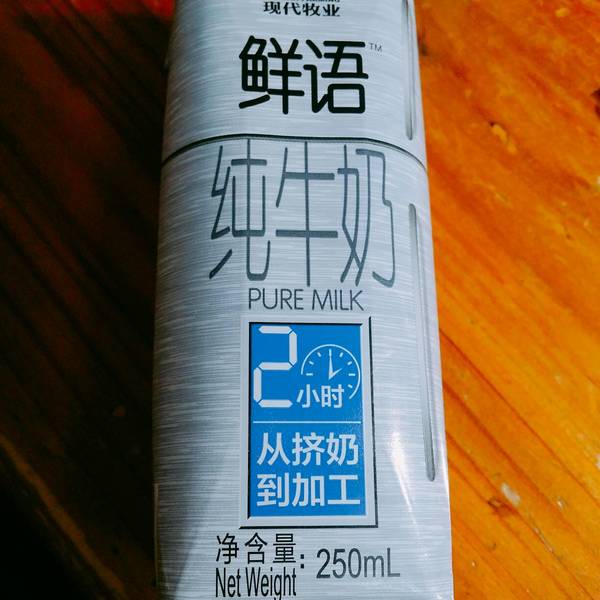 现代牧业
鲜语™
纯牛奶
PURE MILK
2
小时
从挤奶
到加工
净含量:
Net Weight
250mL